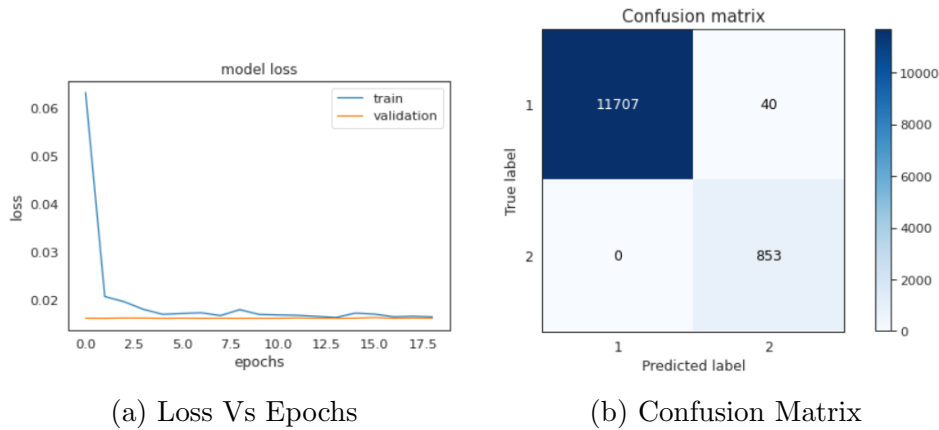 model loss
train
validation
0.06
0.05
0.04
0.03
0.02
loss
0.0 2.5 5.0 7.5 10.0 12.5 15.0 17.5
epochs
(a) Loss Vs Epochs
Confusion matrix
1
2
True label
11707 40
0 853
1 2
Predicted label
10000
8000
6000
4000
2000
0
(b) Confusion Matrix